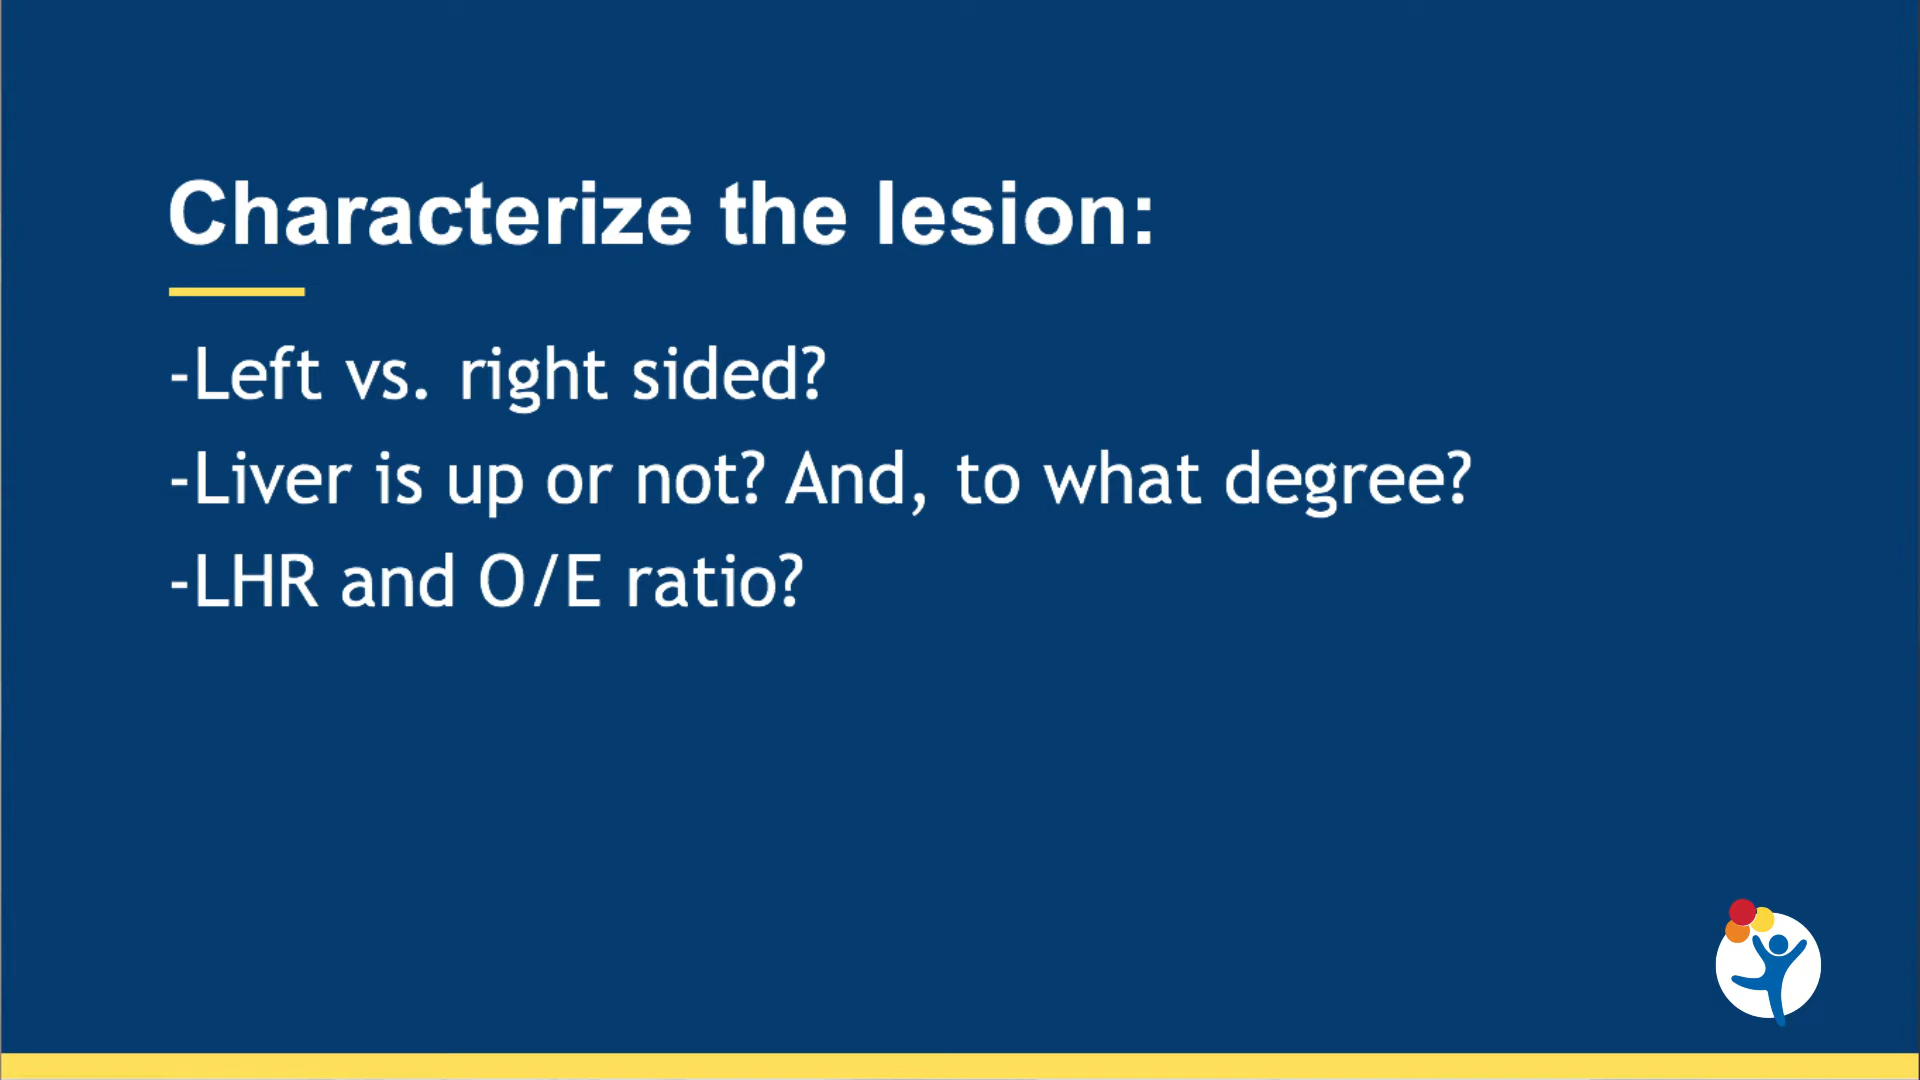 Characterize the lesion:
-Left vs. right sided?
-Liver is up or not? And, to what degree?
-LHR and O/E ratio?